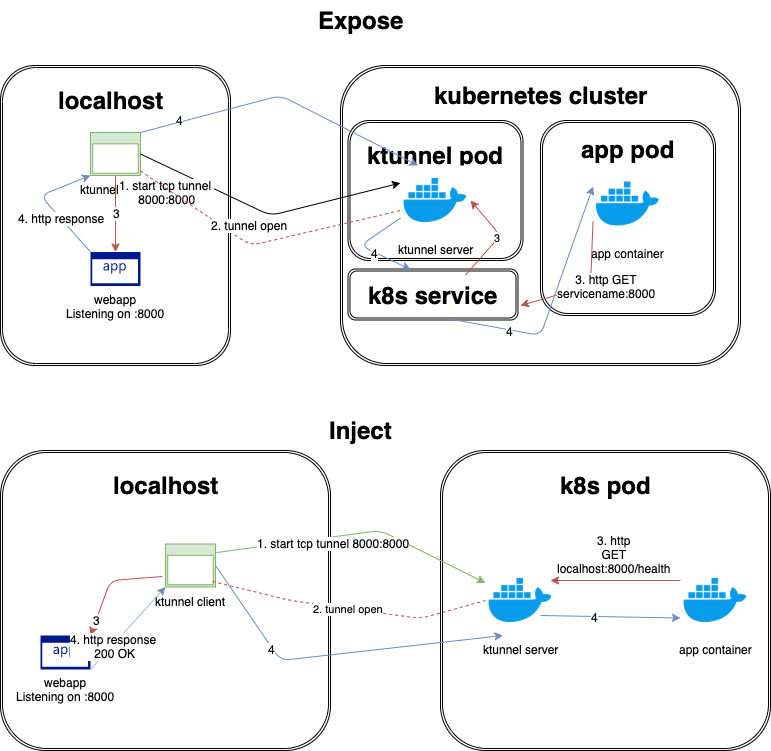 Expose
localhost
kubernetes cluster
4
ktunnel pod
app pod
ktunnel
1. start tcp tunnel
8000:8000
4. http response
3
2. tunnel open
3
4
ktunnel server
app container
app
3. http GET
servicename:8000
webapp
Listening on :8000
k8s service
4
Inject
localhost
k8s pod
1. start tcp tunnel 8000:8000
3. http
GET
localhost:8000/health
ktunnel client
2. tunnel open
3
4
4. http response
200 OK
app
4
ktunnel server
app container
webapp
Listening on :8000